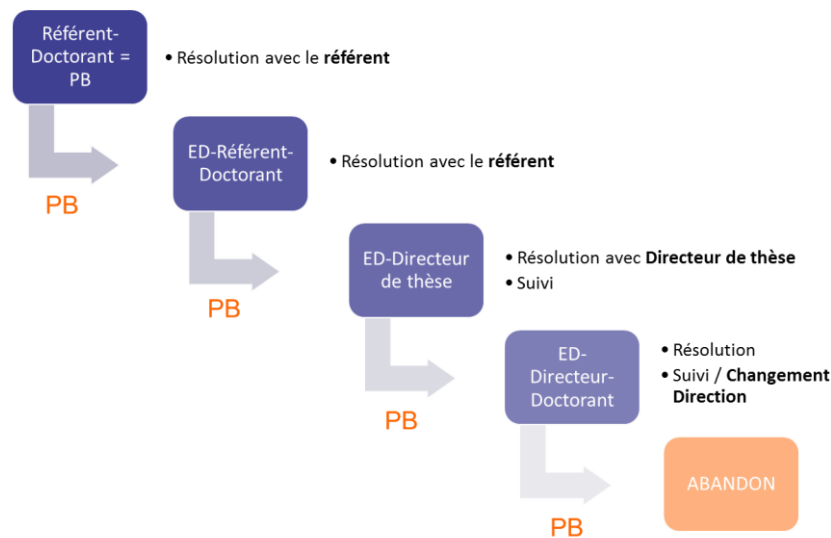 Référent-
Doctorant =
PB
• Résolution avec le référent
PB
ED-Référent-
Doctorant
• Résolution avec le référent
PB
ED-Directeur
de thèse
• Résolution avec Directeur de thèse
• Suivi
PB
ED-
Directeur-
Doctorant
• Résolution
• Suivi / Changement
Direction
PB
ABANDON